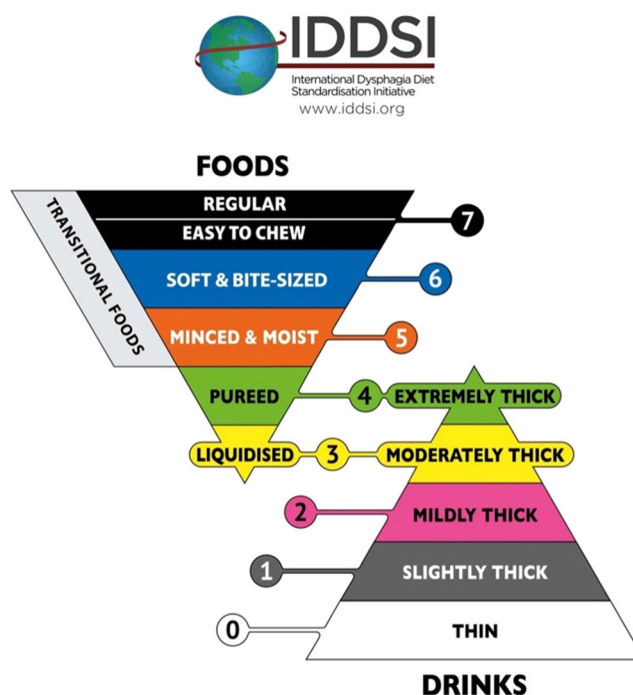 IDDSI
International Dysphagia Diet
Standardisation Initiative
www.iddsi.org
FOODS
TRANSITIONAL FOODS
REGULAR
EASY TO CHEW
7
SOFT & BITE-SIZED
6
MINCED & MOIST
5
PUREED
4
EXTREMELY THICK
LIQUIDISED
3
MODERATELY THICK
2
MILDLY THICK
1
SLIGHTLY THICK
0
THIN
DRINKS